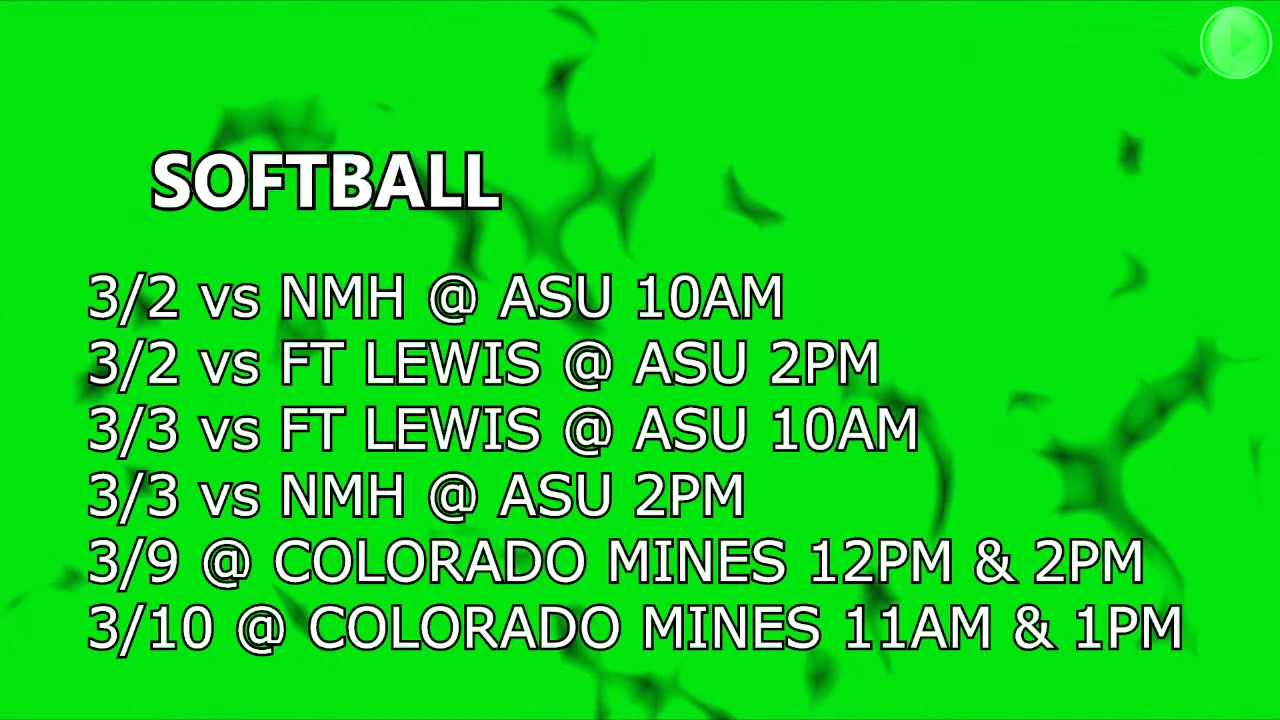 SOFTBALL
3/2 vs NMH @ ASU 10AM
3/2 vs FT LEWIS @ ASU 2PM
3/3 vs FT LEWIS @ ASU 10AM
3/3 vs NMH @ ASU 2PM
3/9 @ COLORADO MINES 12PM & 2PM
3/10 @ COLORADO MINES 11AM & 1PM